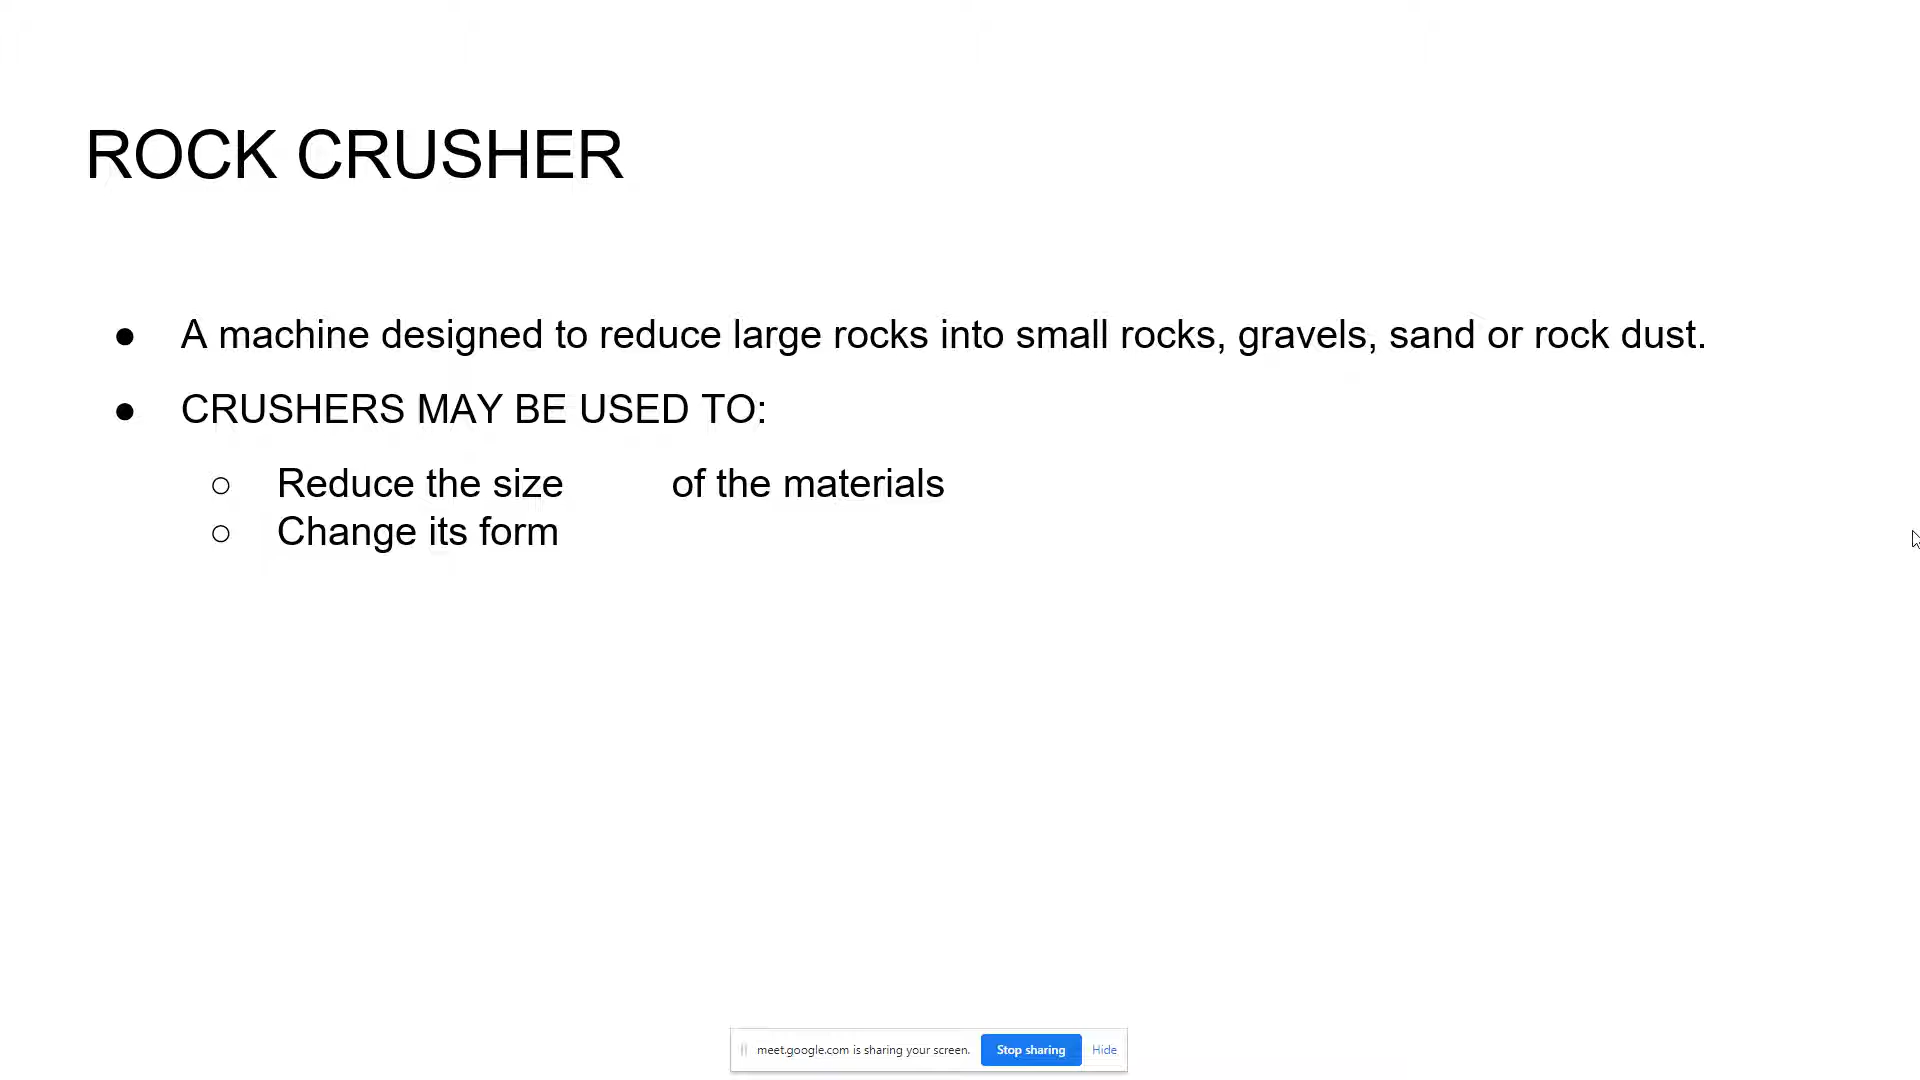 ROCK CRUSHER
● A machine designed to reduce large rocks into small rocks, gravels, sand or rock dust.
● CRUSHERS MAY BE USED TO:
○ Reduce the size of the materials
○ Change its form
meet.google.com is sharing your screen. Stop sharing Hide